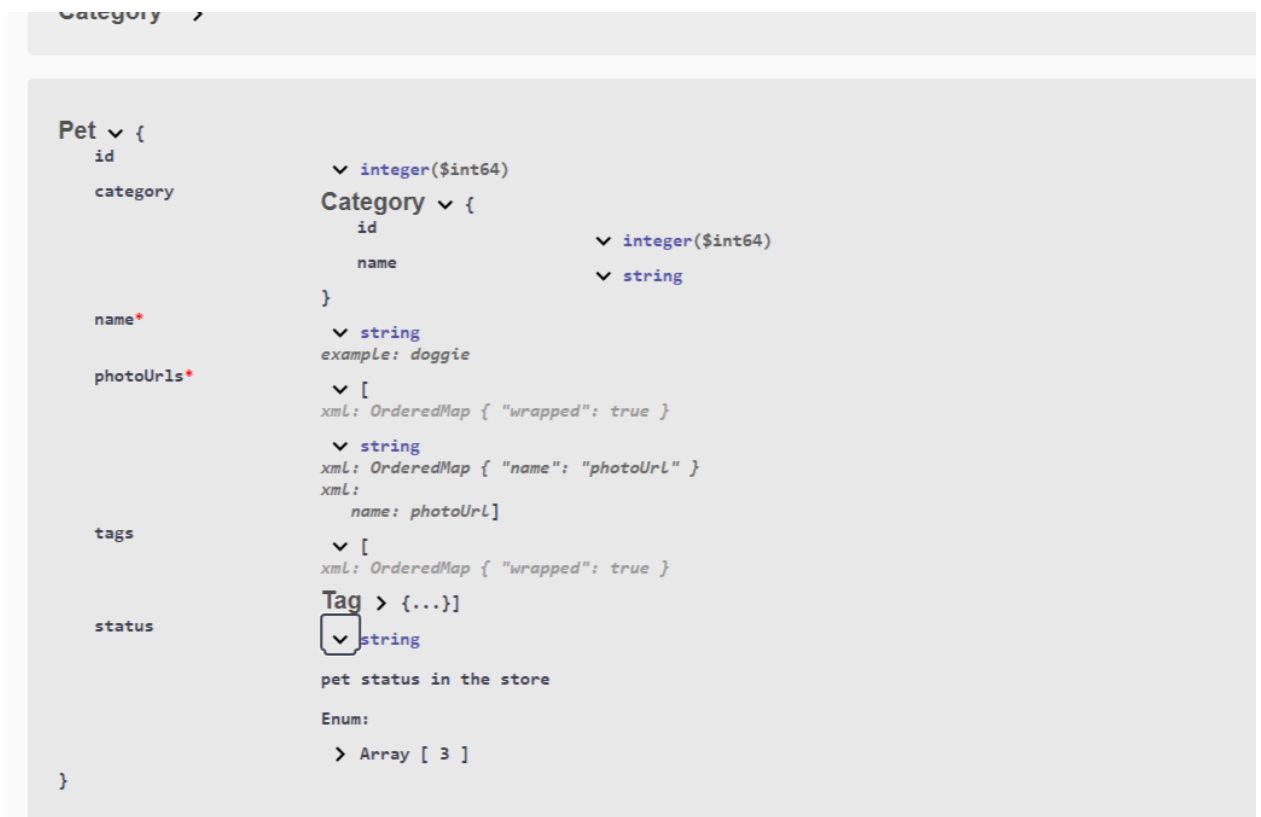 Category >
Pet {
id
integer($int64)
category
Category {
id
integer($int64)
name
string
}
name*
string
example: doggie
photoUrls*
[
xml: OrderedMap { "wrapped": true }
string
xml: OrderedMap { "name": "photoUrl" }
xml:
name: photoUrl]
tags
[
xml: OrderedMap { "wrapped": true }
Tag > {...}]
status
string
pet status in the store
Enum:
> Array [ 3 ]
}